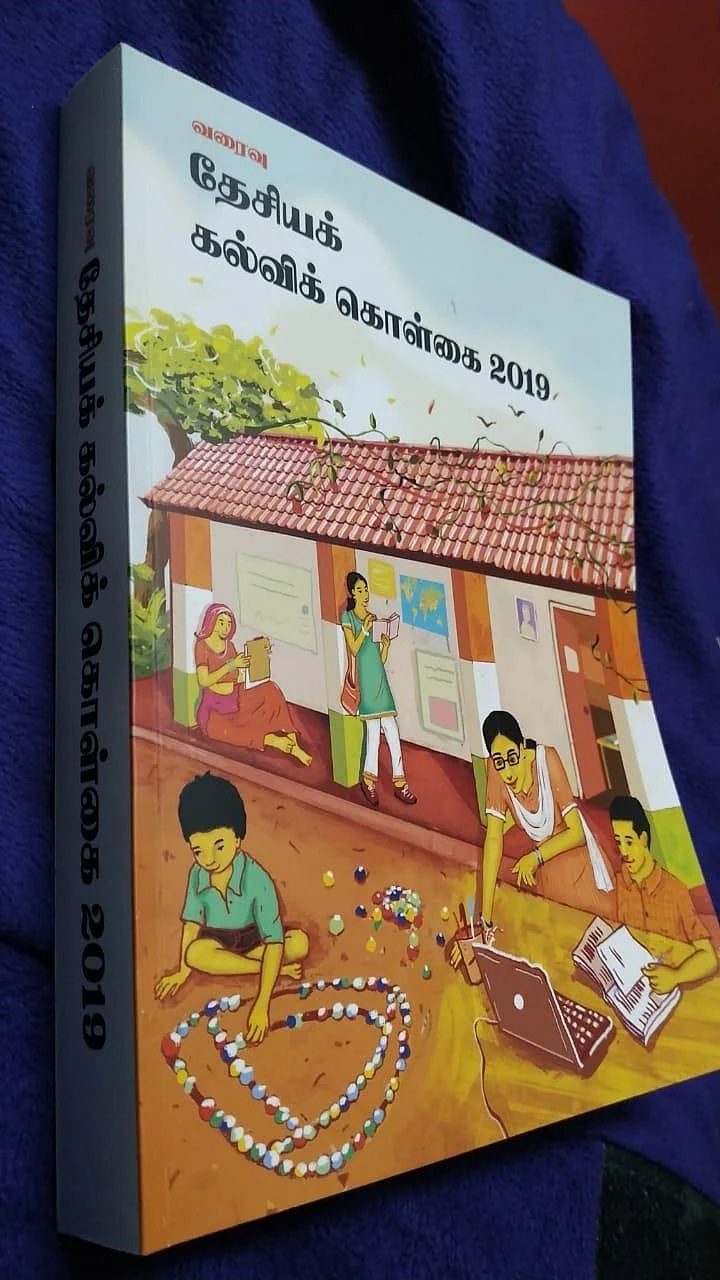 வரைவு
தேசியக்
கல்விக் கொள்கை 2019
வரைவு தேசியக் கல்விக் கொள்கை 2019